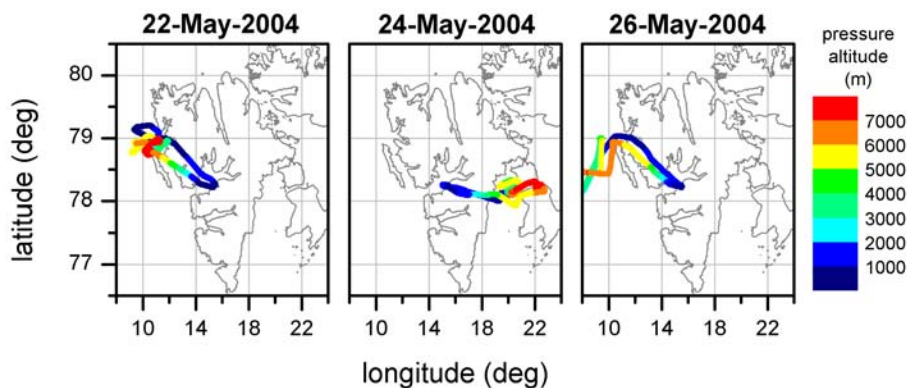 22-May-2004 24-May-2004 26-May-2004
pressure
altitude
(m)
80
79
78
77
latitude (deg)
7000
6000
5000
4000
3000
2000
1000
10 14 18 22 10 14 18 22 10 14 18 22
longitude (deg)